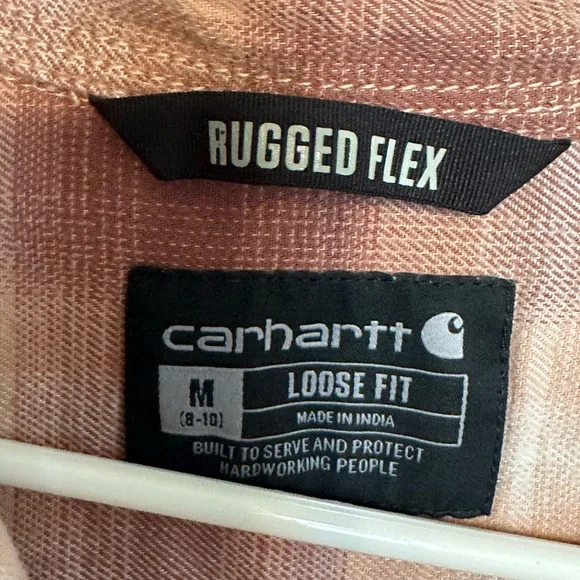 RUGGED FLEX
carhartt
M
(8-10)
LOOSE FIT
MADE IN INDIA
BUILT TO SERVE AND PROTECT
HARDWORKING PEOPLE